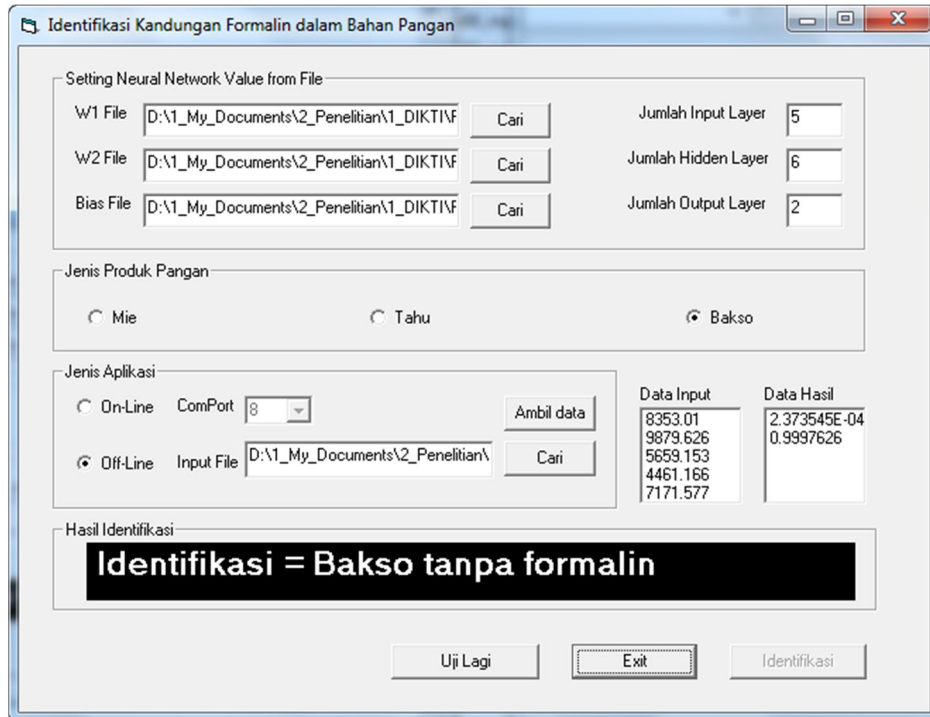 Identifikasi Kandungan Formalin dalam Bahan Pangan
Setting Neural Network Value from File
W1 File D:\1_My_Documents\2_Penelitian\1_DIKTI\F Cari Jumlah Input Layer 5
W2 File D:\1_My_Documents\2_Penelitian\1_DIKTI\F Cari Jumlah Hidden Layer 6
Bias File D:\1_My_Documents\2_Penelitian\1_DIKTI\F Cari Jumlah Output Layer 2
Jenis Produk Pangan
Mie Tahu Bakso
Jenis Aplikasi
On-Line ComPort 8 Ambil data
Off-Line Input File D:\1_My_Documents\2_Penelitian\ Cari
Data Input
8353.01
9879.626
5659.153
4461.166
7171.577
Data Hasil
2.373545E-04
0.9997626
Hasil Identifikasi
Identifikasi = Bakso tanpa formalin
Uji Lagi Exit Identifikasi